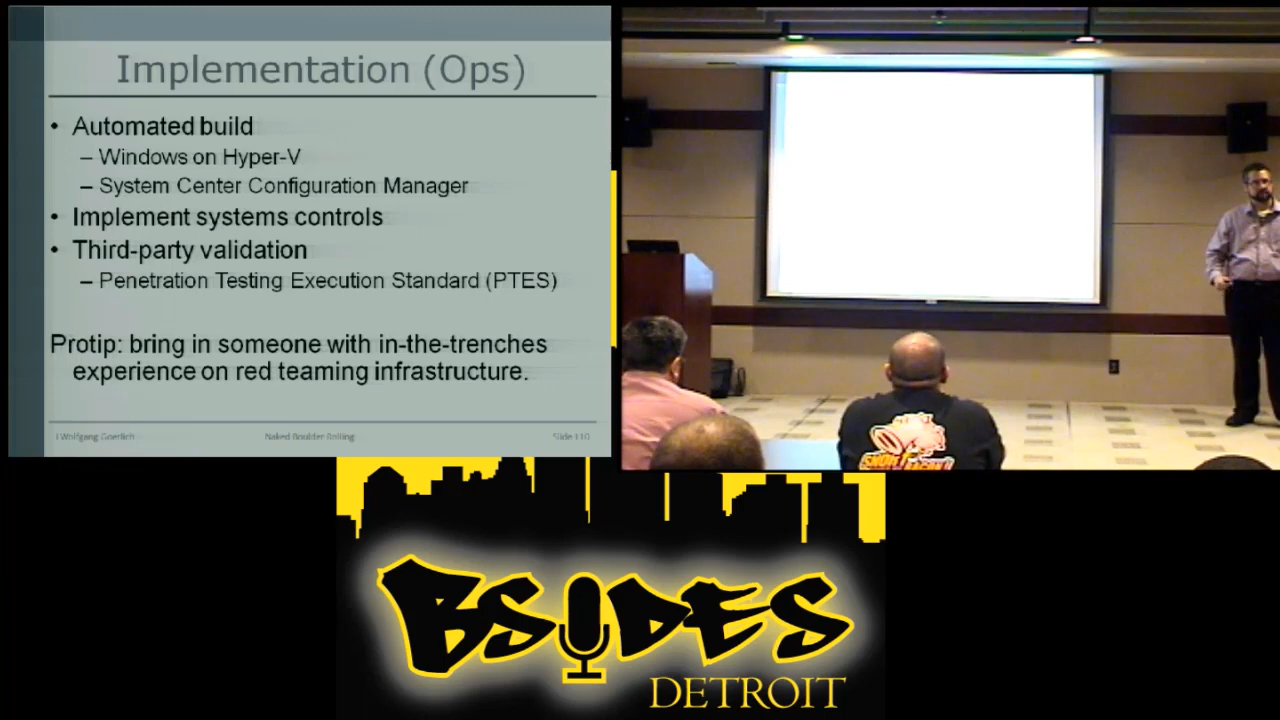 Implementation (Ops)
• Automated build
– Windows on Hyper-V
– System Center Configuration Manager
• Implement systems controls
• Third-party validation
– Penetration Testing Execution Standard (PTES)
Protip: bring in someone with in-the-trenches
experience on red teaming infrastructure.
J Wolfgang Goerlich Naked Boulder Rolling Slide 110
BSIDES
DETROIT